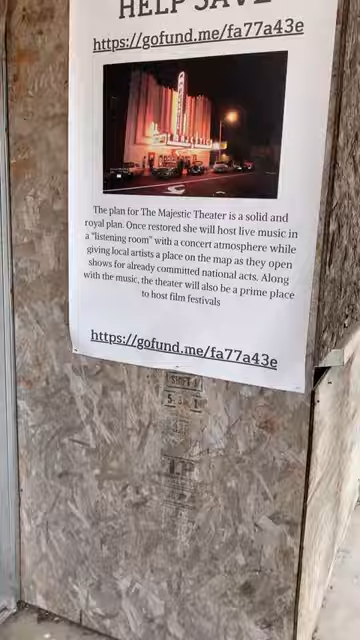 HELP SAVE
https://gofund.me/fa77a43e
The plan for The Majestic Theater is a solid and
royal plan. Once restored she will host live music in
a "listening room" with a concert atmosphere while
giving local artists a place on the map as they open
shows for already committed national acts. Along
with the music, the theater will also be a prime place
to host film festivals
https://gofund.me/fa77a43e